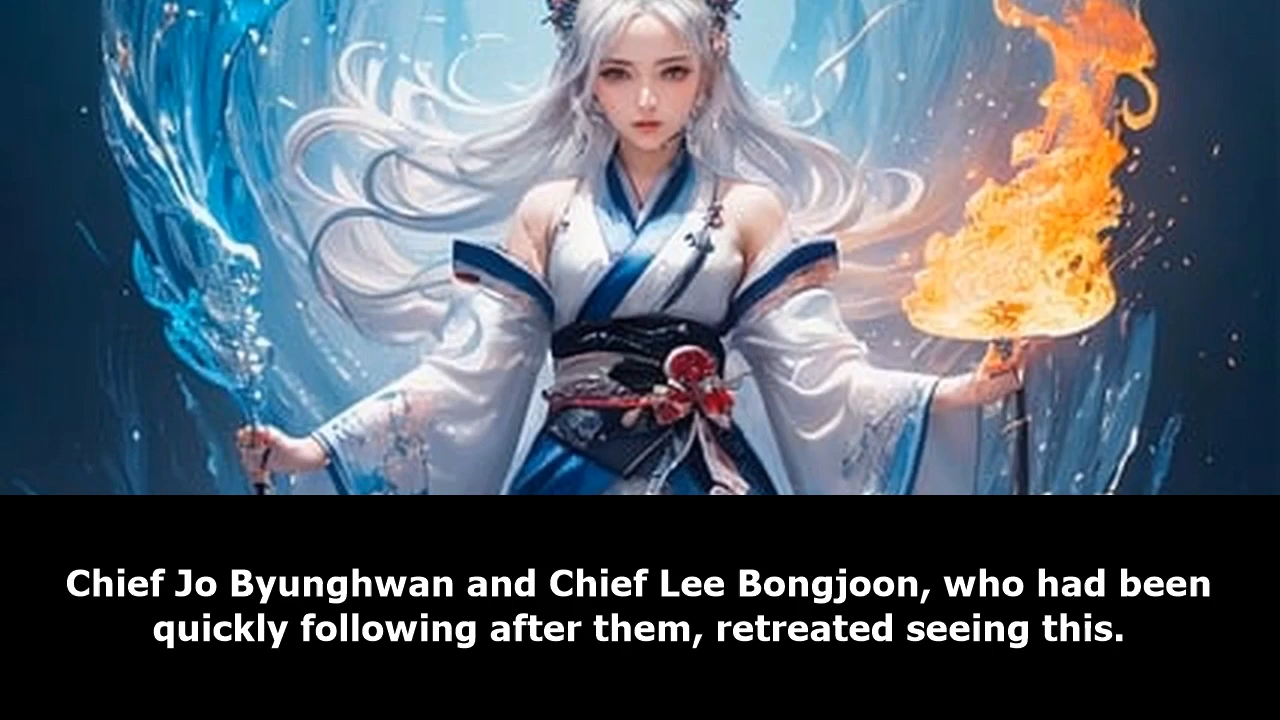 Chief Jo Byunghwan and Chief Lee Bongjoon, who had been
quickly following after them, retreated seeing this.